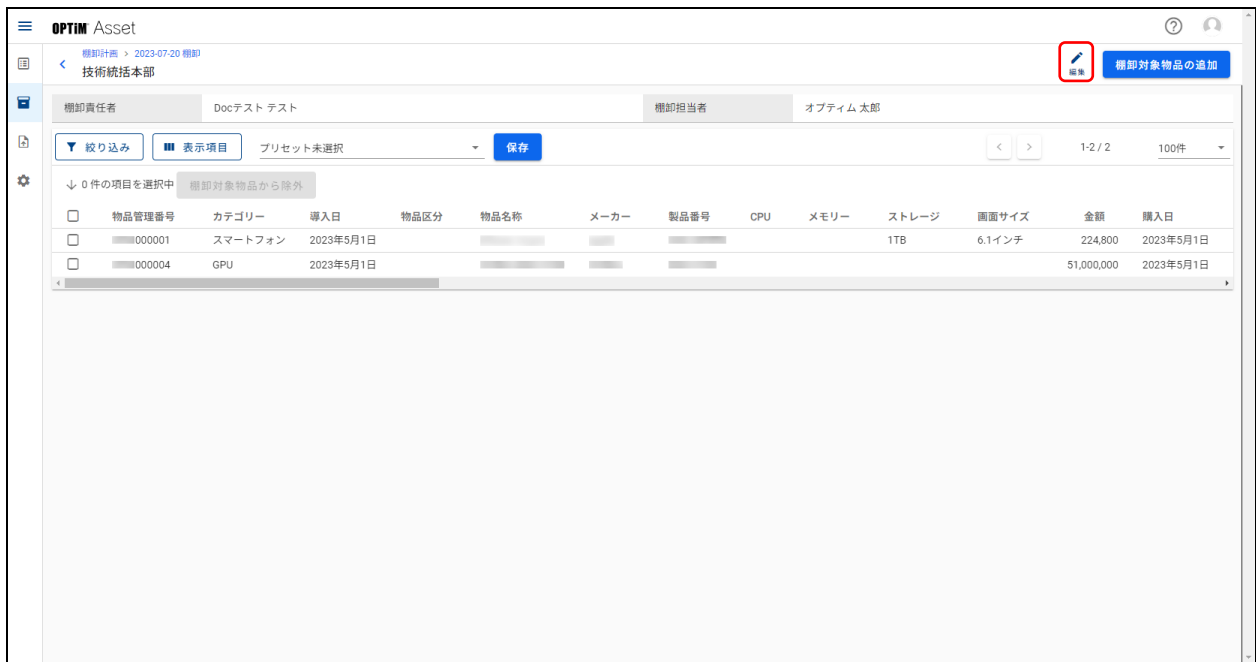 OPTiM Asset
棚卸計画 > 2023-07-20 棚卸
技術統括本部
編集
棚卸対象物品の追加
棚卸責任者 Docテスト テスト 棚卸担当者 オプティム 太郎
絞り込み 表示項目 プリセット未選択 保存 1-2 / 2 100件
0 件の項目を選択中 棚卸対象物品から除外
物品管理番号 カテゴリー 導入日 物品区分 物品名称 メーカー 製品番号 CPU メモリー ストレージ 画面サイズ 金額 購入日
000001 スマートフォン 2023年5月1日 1TB 6.1インチ 224,800 2023年5月1日
000004 GPU 2023年5月1日 51,000,000 2023年5月1日